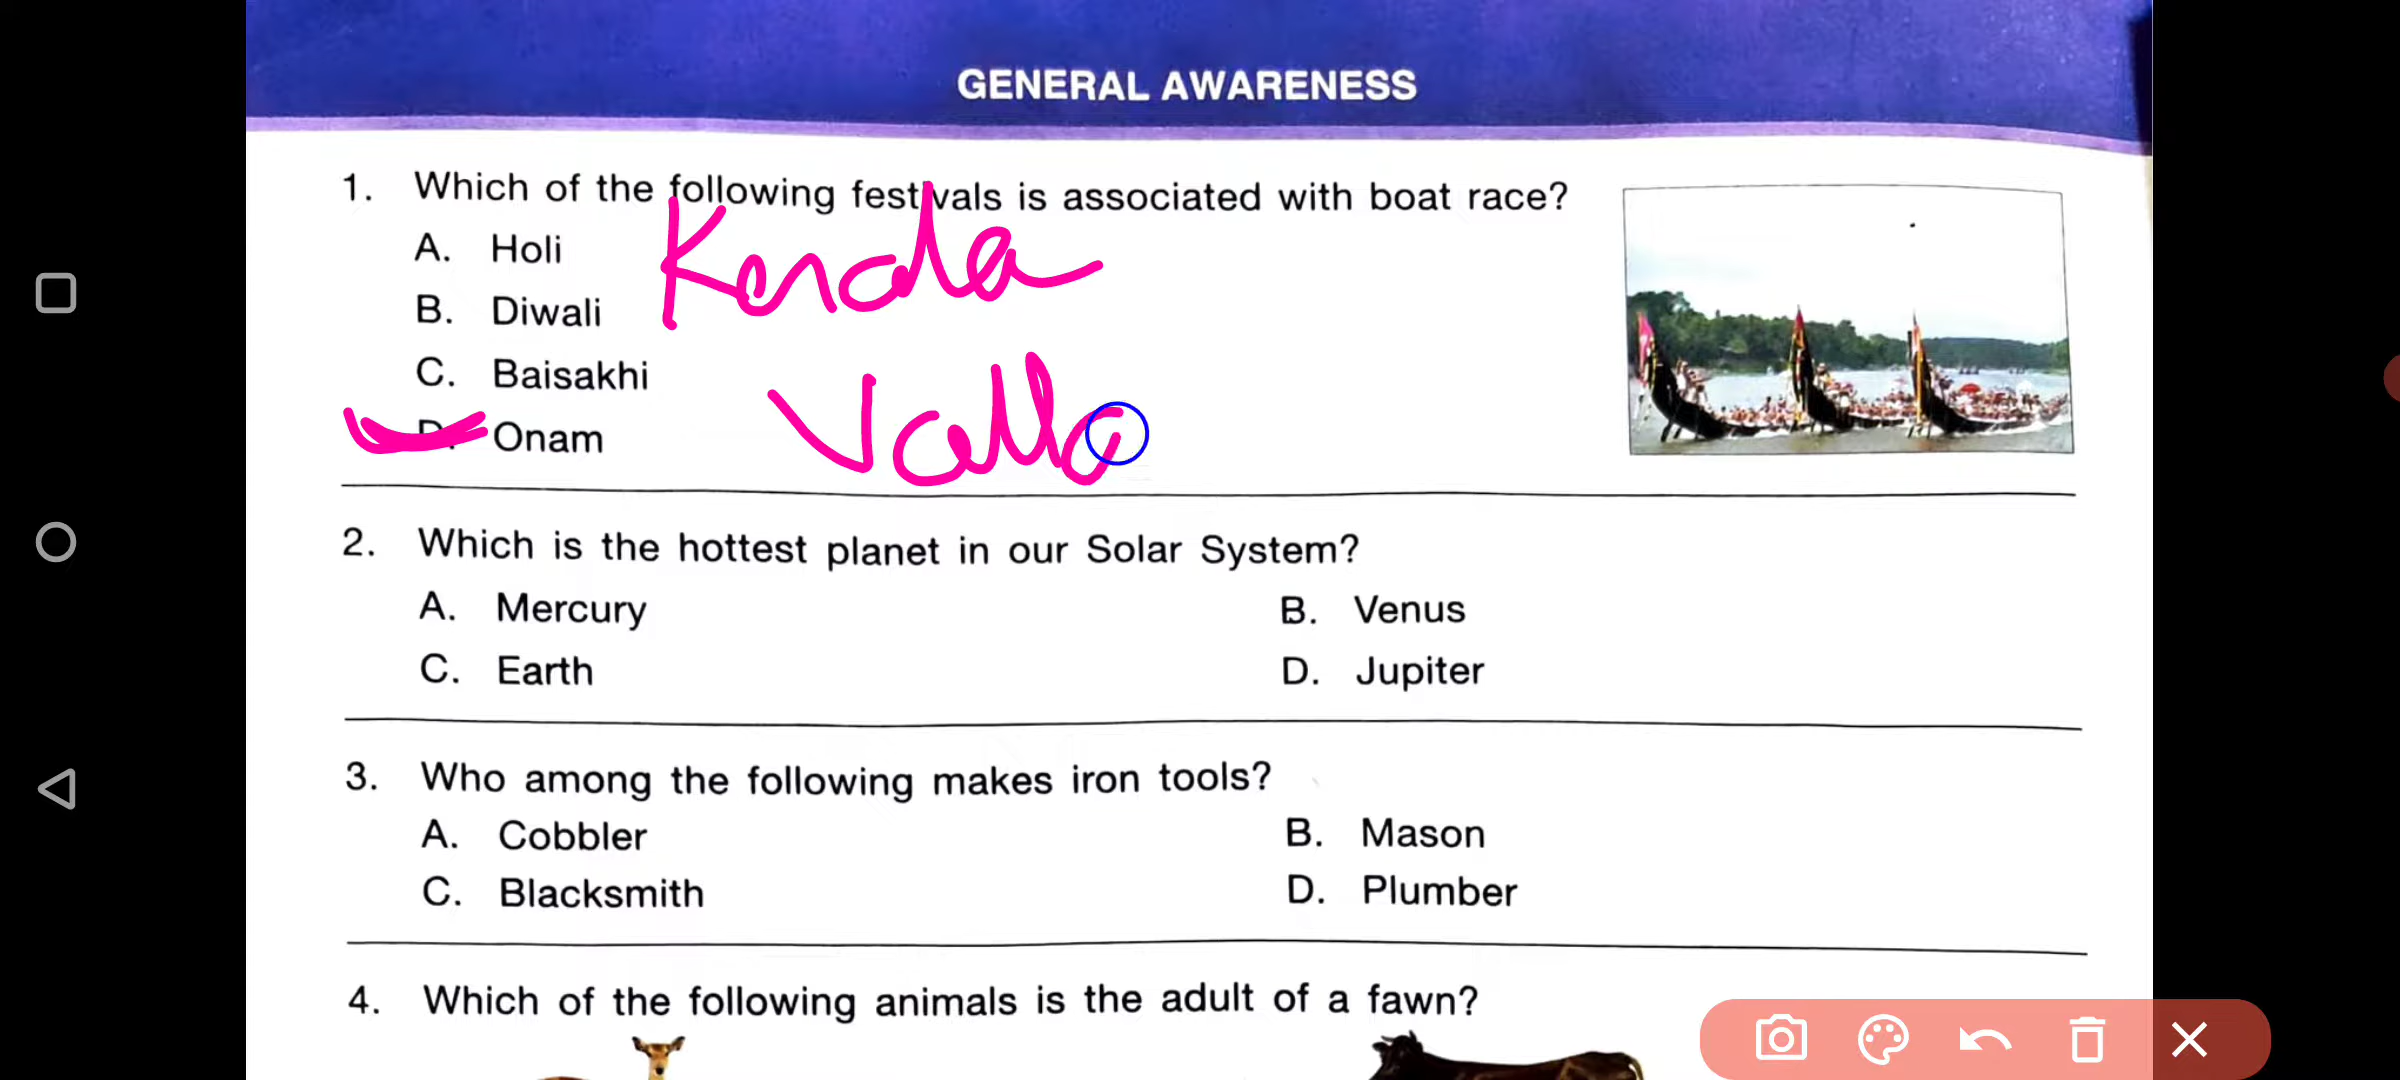 GENERAL AWARENESS
1. Which of the following festivals is associated with boat race?
A. Holi
Kerala
B. Diwali
C. Baisakhi
Valla
D. Onam
2. Which is the hottest planet in our Solar System?
A. Mercury B. Venus
C. Earth D. Jupiter
3. Who among the following makes iron tools?
A. Cobbler B. Mason
C. Blacksmith D. Plumber
4. Which of the following animals is the adult of a fawn?